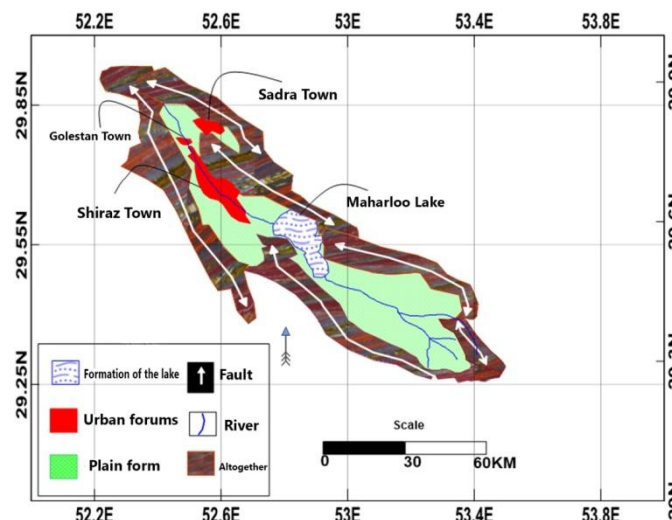 52.2E 52.6E 53E 53.4E 53.8E
29.85N
29.55N
29.25N
Sadra Town
Golestan Town
Shiraz Town
Maharloo Lake
Formation of the lake
Fault
Urban forums
River
Plain form
Altogether
Scale
0 30 60KM
52.2E 52.6E 53E 53.4E 53.8E